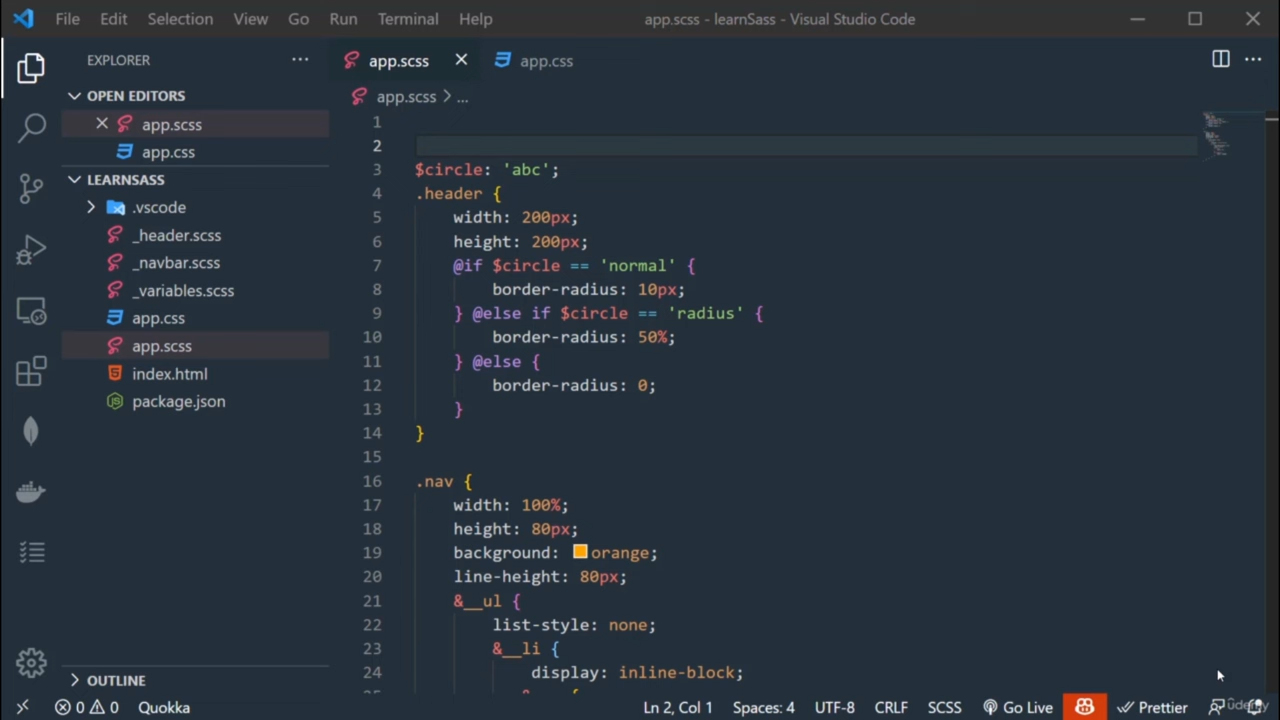 File Edit Selection View Go Run Terminal Help app.scss - learnSass - Visual Studio Code
EXPLORER
OPEN EDITORS
app.scss
app.css
LEARNSASS
.vscode
_header.scss
_navbar.scss
_variables.scss
app.css
app.scss
index.html
package.json
OUTLINE
app.scss app.css
app.scss > ...
1
2
3 $circle: 'abc';
4 .header {
5 width: 200px;
6 height: 200px;
7 @if $circle == 'normal' {
8 border-radius: 10px;
9 } @else if $circle == 'radius' {
10 border-radius: 50%;
11 } @else {
12 border-radius: 0;
13 }
14 }
15
16 .nav {
17 width: 100%;
18 height: 80px;
19 background: orange;
20 line-height: 80px;
21 &__ul {
22 list-style: none;
23 &__li {
24 display: inline-block;
0 0 Quokka Ln 2, Col 1 Spaces: 4 UTF-8 CRLF SCSS Go Live Prettier
udemy